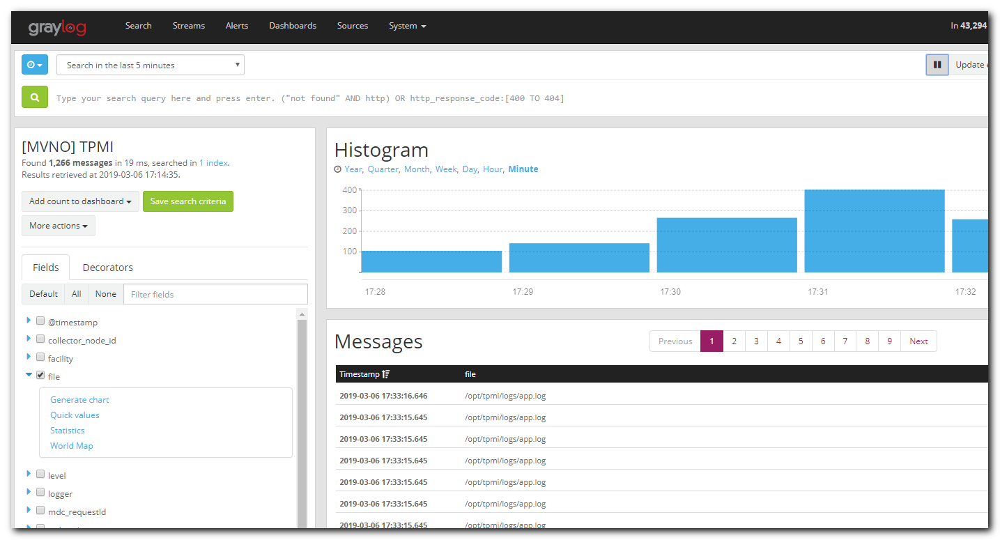 graylog Search Streams Alerts Dashboards Sources System In 43,294
Search in the last 5 minutes Update
Type your search query here and press enter. ("not found" AND http) OR http_response_code:[400 TO 404]
[MVNO] TPMI
Found 1,266 messages in 19 ms, searched in 1 index.
Results retrieved at 2019-03-06 17:14:35.
Add count to dashboard Save search criteria
More actions
Fields Decorators
Default All None Filter fields
@timestamp
collector_node_id
facility
file
Generate chart
Quick values
Statistics
World Map
level
logger
mdc_requestId
Histogram
Year, Quarter, Month, Week, Day, Hour, Minute
400
300
200
100
17:28 17:29 17:30 17:31 17:32
Messages Previous 1 2 3 4 5 6 7 8 9 Next
Timestamp file
2019-03-06 17:33:16.646 /opt/tpmi/logs/app.log
2019-03-06 17:33:15.645 /opt/tpmi/logs/app.log
2019-03-06 17:33:15.645 /opt/tpmi/logs/app.log
2019-03-06 17:33:15.645 /opt/tpmi/logs/app.log
2019-03-06 17:33:15.645 /opt/tpmi/logs/app.log
2019-03-06 17:33:15.645 /opt/tpmi/logs/app.log
2019-03-06 17:33:15.645 /opt/tpmi/logs/app.log